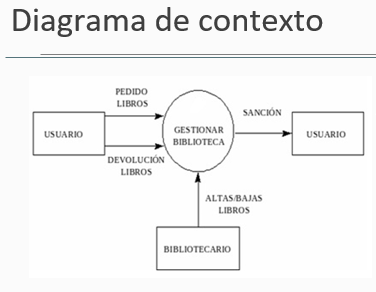 Diagrama de contexto
PEDIDO
LIBROS
USUARIO
DEVOLUCIÓN
LIBROS
GESTIONAR
BIBLIOTECA
SANCIÓN
USUARIO
ALTAS/BAJAS
LIBROS
BIBLIOTECARIO